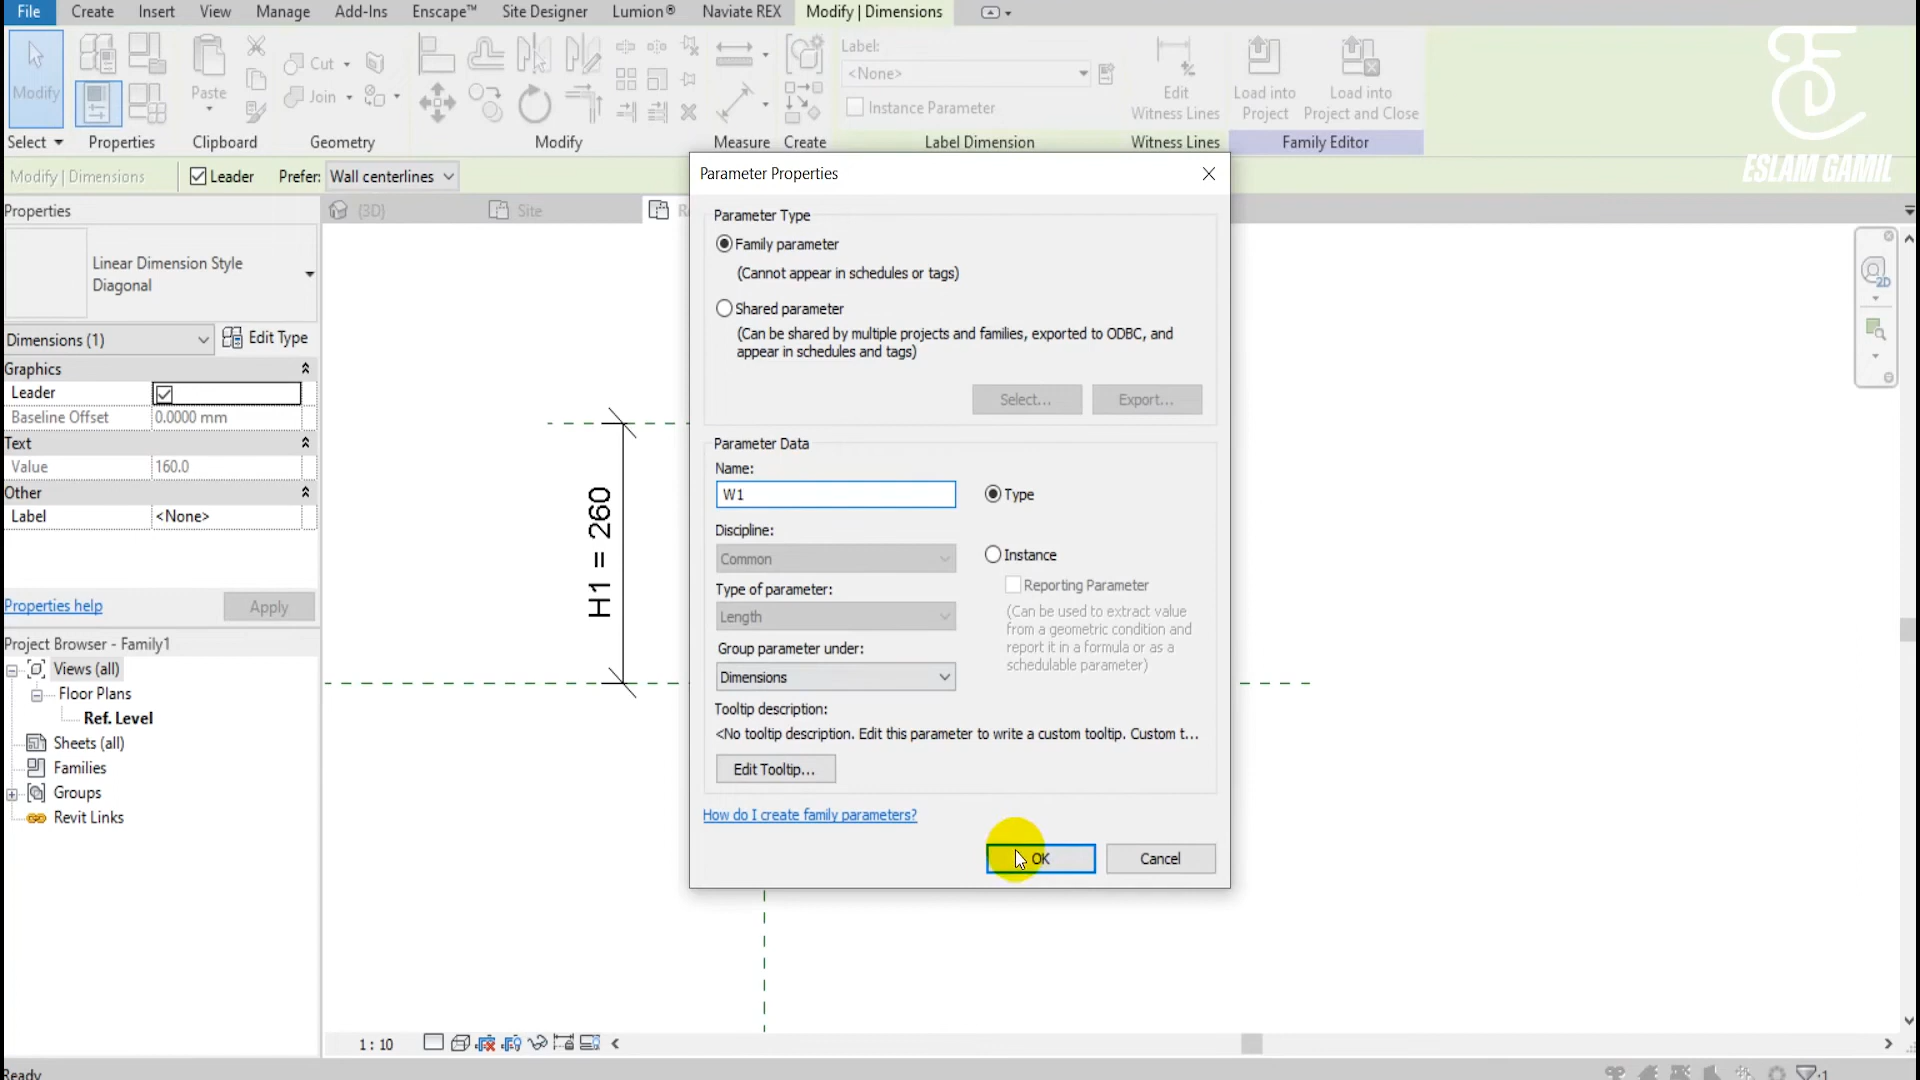 File Create Insert View Manage Add-Ins Enscape™ Site Designer Lumion® Naviate REX Modify | Dimensions
Modify
Select
Properties
Paste
Clipboard
Cut
Join
Geometry
Modify
Measure
Create
Label:
<None>
Instance Parameter
Label Dimension
Edit
Witness Lines
Witness Lines
Load into
Project
Load into
Project and Close
Family Editor
ESLAM GAMIL
Modify | Dimensions
Leader
Prefer: Wall centerlines
Properties
Linear Dimension Style
Diagonal
Dimensions (1)
Edit Type
Graphics
Leader
Baseline Offset 0.0000 mm
Text
Value 160.0
Other
Label <None>
Properties help
Apply
Project Browser - Family1
Views (all)
Floor Plans
Ref. Level
Sheets (all)
Families
Groups
Revit Links
(3D)
Site
H1 = 260
2D
Parameter Properties
Parameter Type
Family parameter
(Cannot appear in schedules or tags)
Shared parameter
(Can be shared by multiple projects and families, exported to ODBC, and
appear in schedules and tags)
Select...
Export...
Parameter Data
Name:
W1
Type
Discipline:
Common
Instance
Reporting Parameter
(Can be used to extract value
from a geometric condition and
report it in a formula or as a
schedulable parameter)
Type of parameter:
Length
Group parameter under:
Dimensions
Tooltip description:
<No tooltip description. Edit this parameter to write a custom tooltip. Custom t...
Edit Tooltip...
How do I create family parameters?
OK
Cancel
1 : 10
Ready
:1